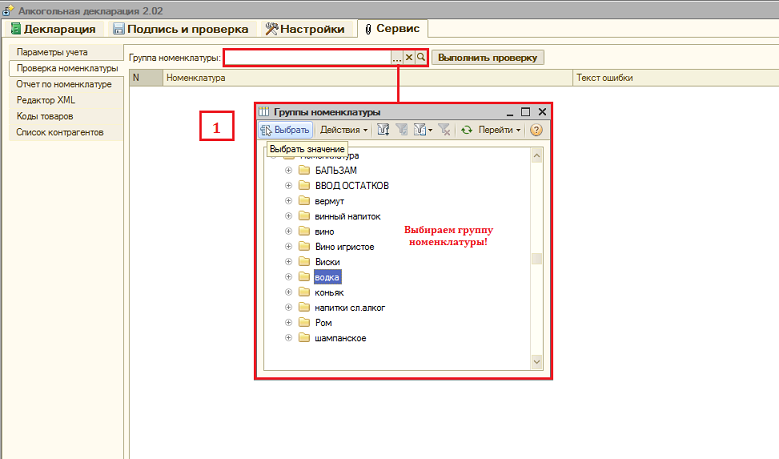 Алкогольная декларация 2.02
Декларация Подпись и проверка Настройки Сервис
Параметры учета
Проверка номенклатуры
Отчет по номенклатуре
Редактор XML
Коды товаров
Список контрагентов
Группа номенклатуры: ... Выполнить проверку
N Номенклатура Текст ошибки
1
Группы номенклатуры
Выбрать Действия Перейти
Выбрать значение
Номенклатура
БАЛЬЗАМ
ВВОД ОСТАТКОВ
вермут
винный напиток
вино
Вино игристое
Виски
водка
коньяк
напитки сл.алког
Ром
шампанское
Выбираем группу
номенклатуры!